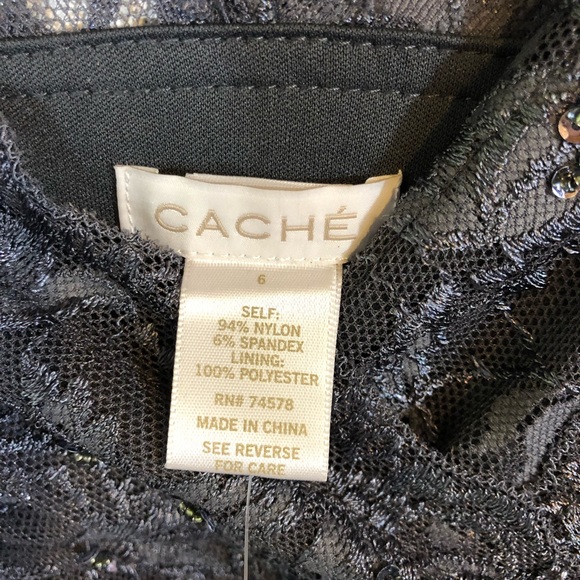 CACHÉ
6
SELF:
94% NYLON
6% SPANDEX
LINING:
100% POLYESTER
RN# 74578
MADE IN CHINA
SEE REVERSE
FOR CARE